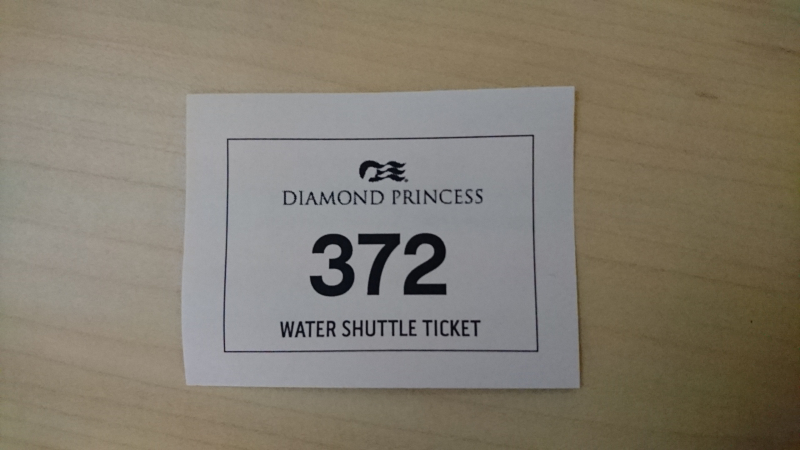 DIAMOND PRINCESS
372
WATER SHUTTLE TICKET